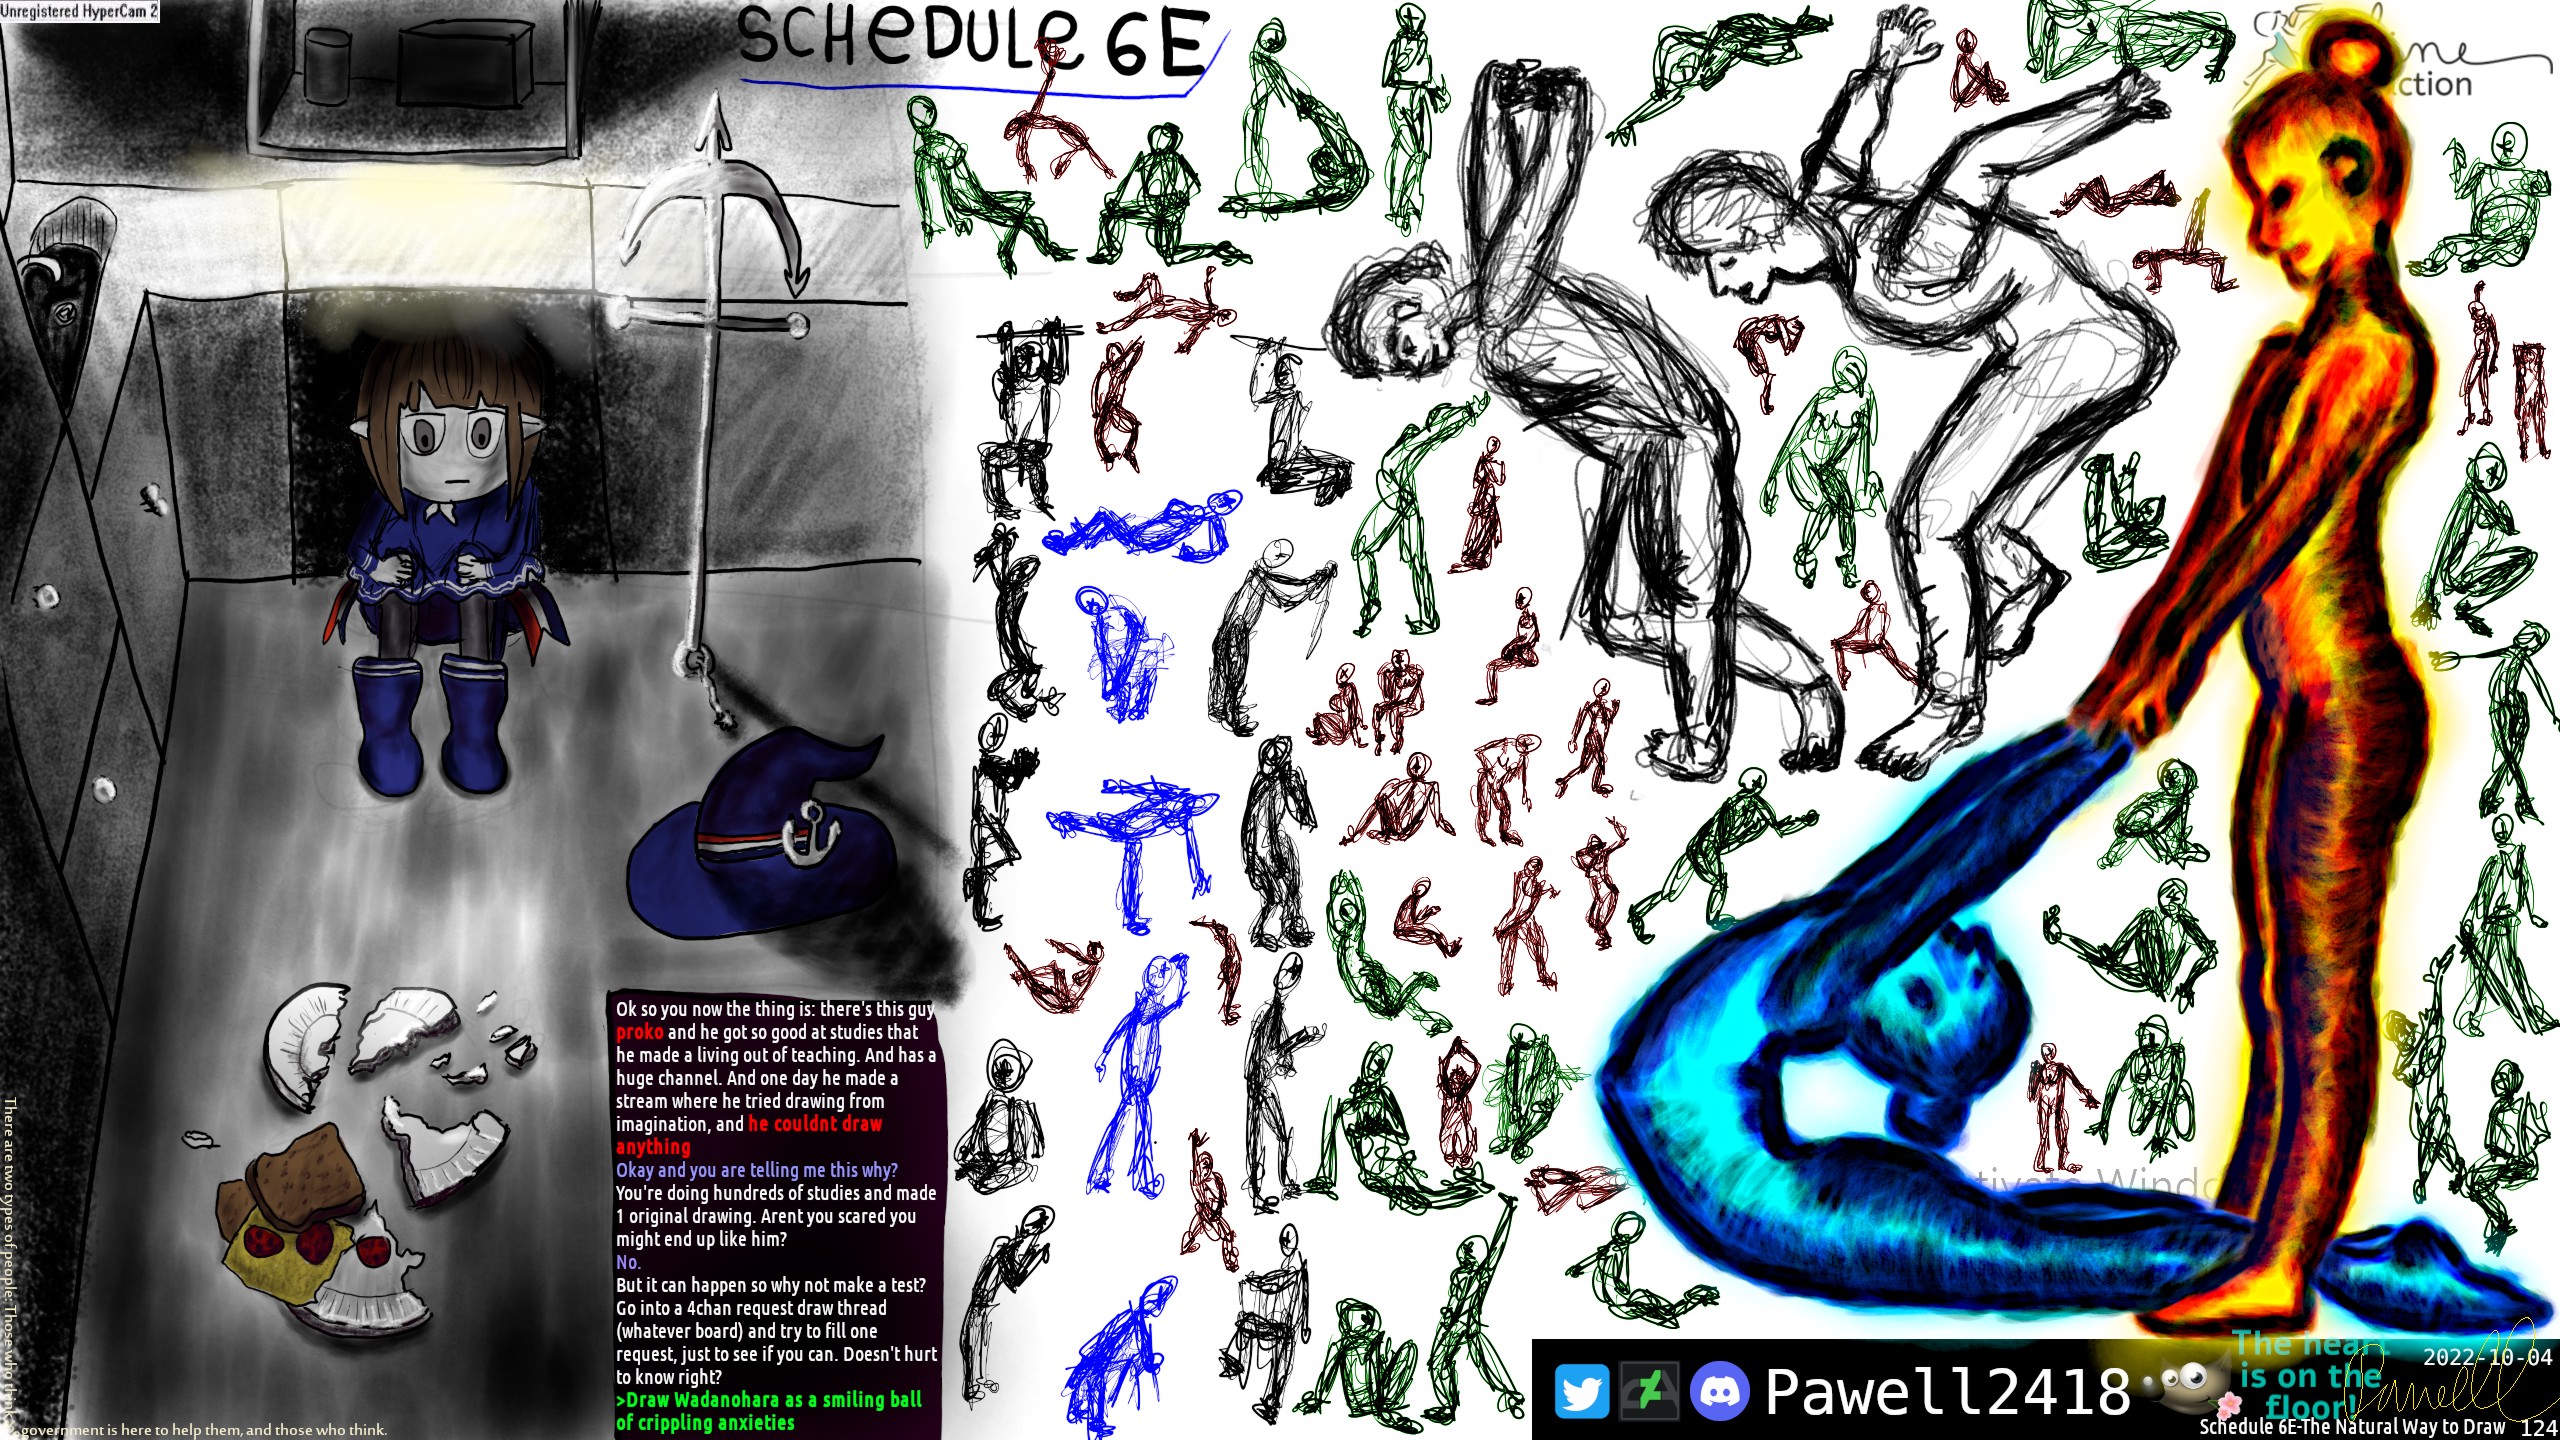 Unregistered HyperCam 2
SCHeDULe 6E
ne
ction
Ok so you now the thing is: there's this guy
proko and he got so good at studies that
he made a living out of teaching. And has a
huge channel. And one day he made a
stream where he tried drawing from
imagination, and he couldnt draw
anything
Okay and you are telling me this why?
You're doing hundreds of studies and made
1 original drawing. Arent you scared you
might end up like him?
No.
But it can happen so why not make a test?
Go into a 4chan request draw thread
(whatever board) and try to fill one
request, just to see if you can. Doesn't hurt
to know right?
>Draw Wadanohara as a smiling ball
of crippling anxieties
There are two types of people: Those who think
government is here to help them, and those who think.
tivate Windo
Pawell2418
The heart
is on the
floor!
Pawell
2022-10-04
Schedule 6E-The Natural Way to Draw 124